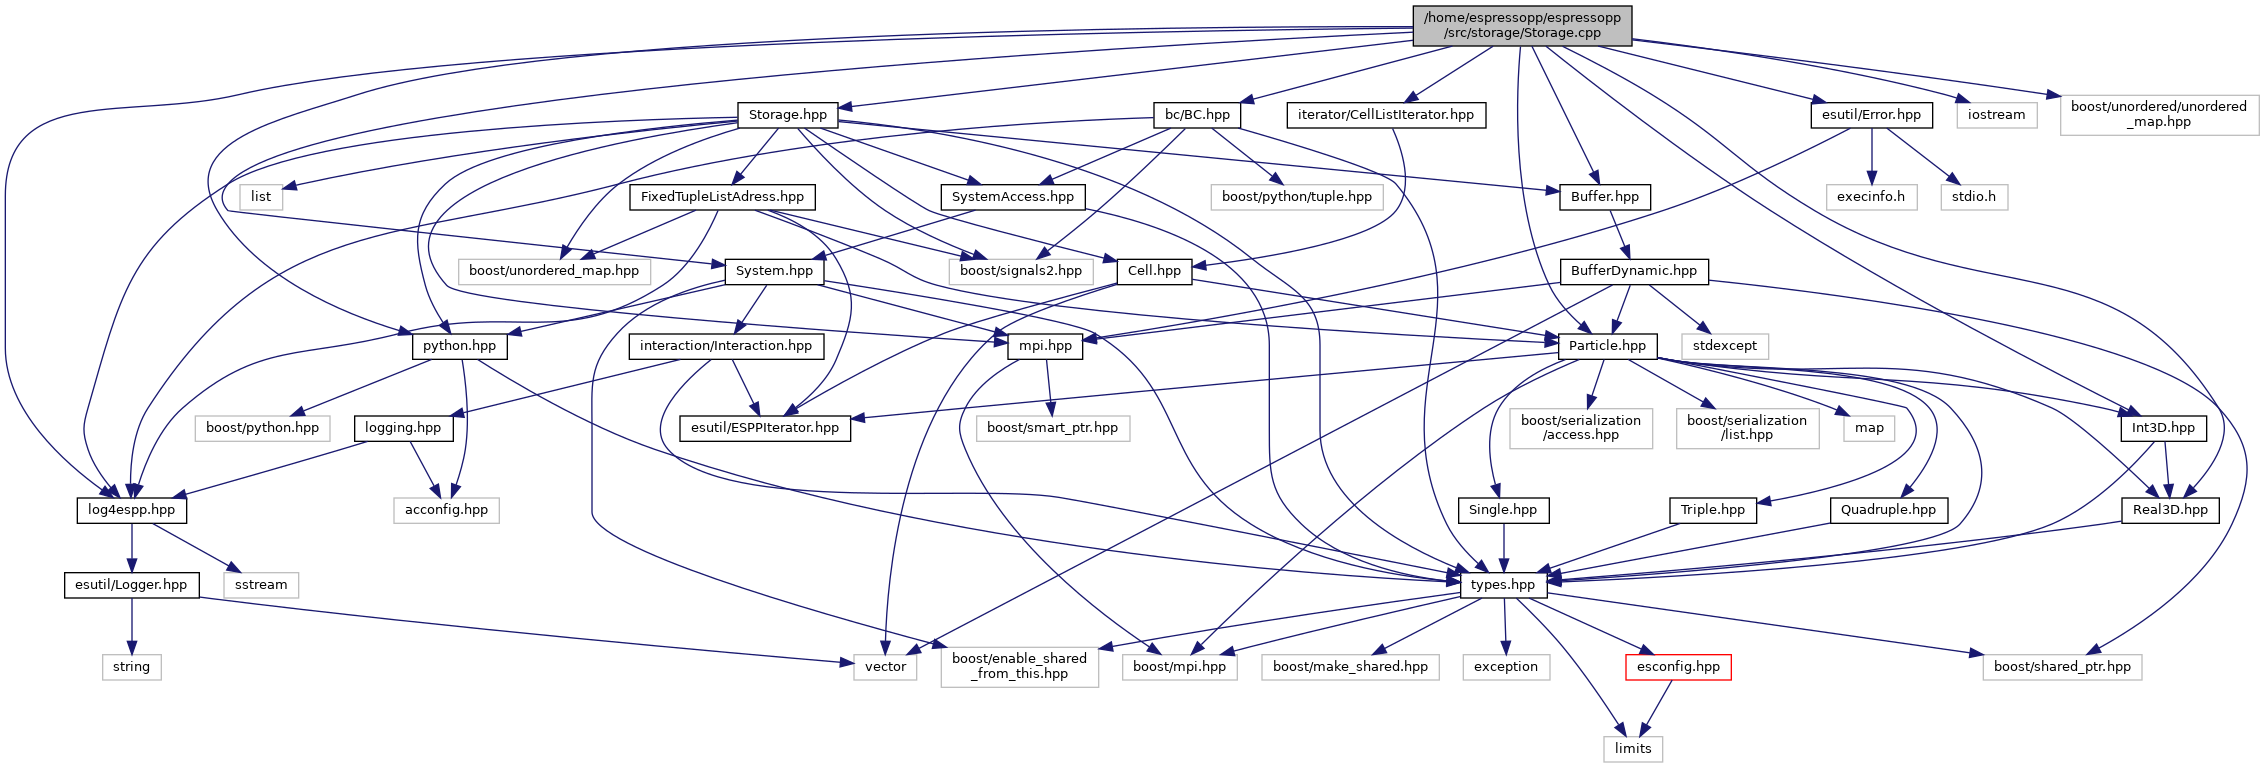 /home/espressopp/espressopp
/src/storage/Storage.cpp
Storage.hpp
bc/BC.hpp
iterator/CellListIterator.hpp
esutil/Error.hpp
iostream
boost/unordered/unordered
_map.hpp
list
FixedTupleListAdress.hpp
SystemAccess.hpp
boost/python/tuple.hpp
Buffer.hpp
execinfo.h
stdio.h
boost/unordered_map.hpp
System.hpp
boost/signals2.hpp
Cell.hpp
BufferDynamic.hpp
python.hpp
interaction/Interaction.hpp
mpi.hpp
Particle.hpp
stdexcept
boost/python.hpp
logging.hpp
esutil/ESPPIterator.hpp
boost/smart_ptr.hpp
boost/serialization
/access.hpp
boost/serialization
/list.hpp
map
Int3D.hpp
log4espp.hpp
acconfig.hpp
Single.hpp
Triple.hpp
Quadruple.hpp
Real3D.hpp
esutil/Logger.hpp
sstream
types.hpp
string
vector
boost/enable_shared
_from_this.hpp
boost/mpi.hpp
boost/make_shared.hpp
exception
esconfig.hpp
boost/shared_ptr.hpp
limits